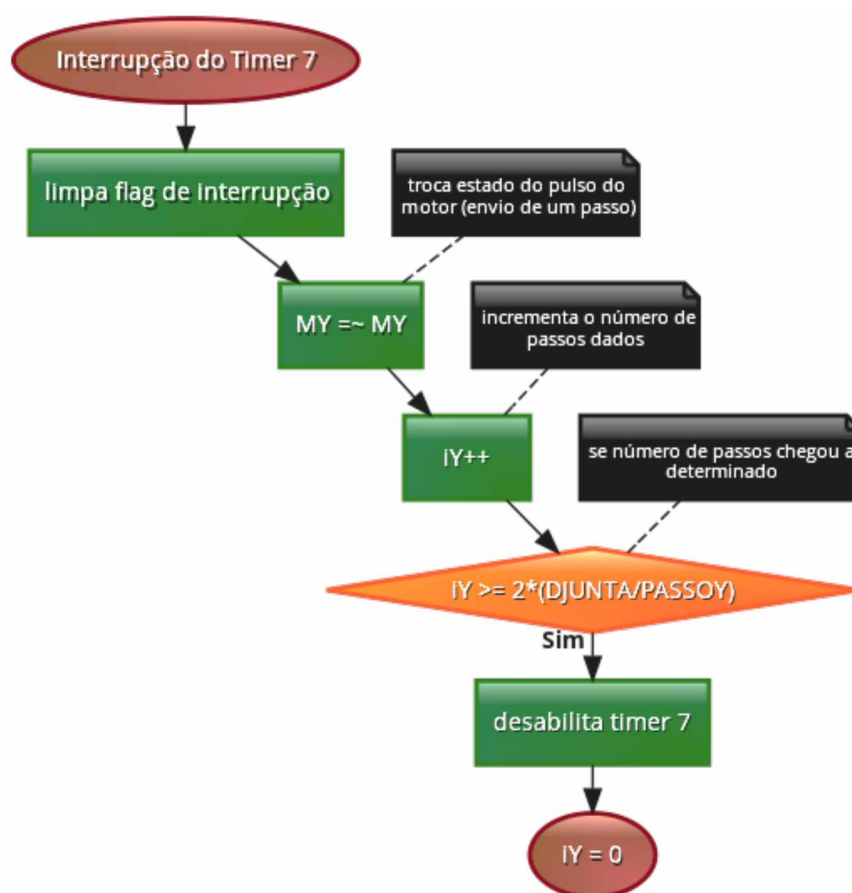 Interrupção do Timer 7
limpa flag de interrupção
troca estado do pulso do
motor (envio de um passo)
MY =~ MY
incrementa o número de
passos dados
iY++
se número de passos chegou a
determinado
iY >= 2*(DJUNTA/PASSOY)
Sim
desabilita timer 7
iY = 0